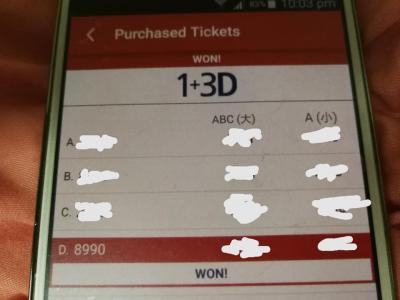 83% 10:03 pm
Purchased Tickets
WON!
1+3D
ABC (大) A (小)
A.
B.
C.
D. 8990
WON!